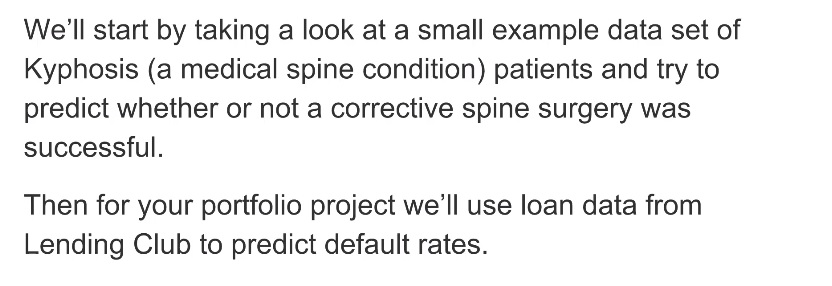 We’ll start by taking a look at a small example data set of
Kyphosis (a medical spine condition) patients and try to
predict whether or not a corrective spine surgery was
successful.
Then for your portfolio project we’ll use loan data from
Lending Club to predict default rates.